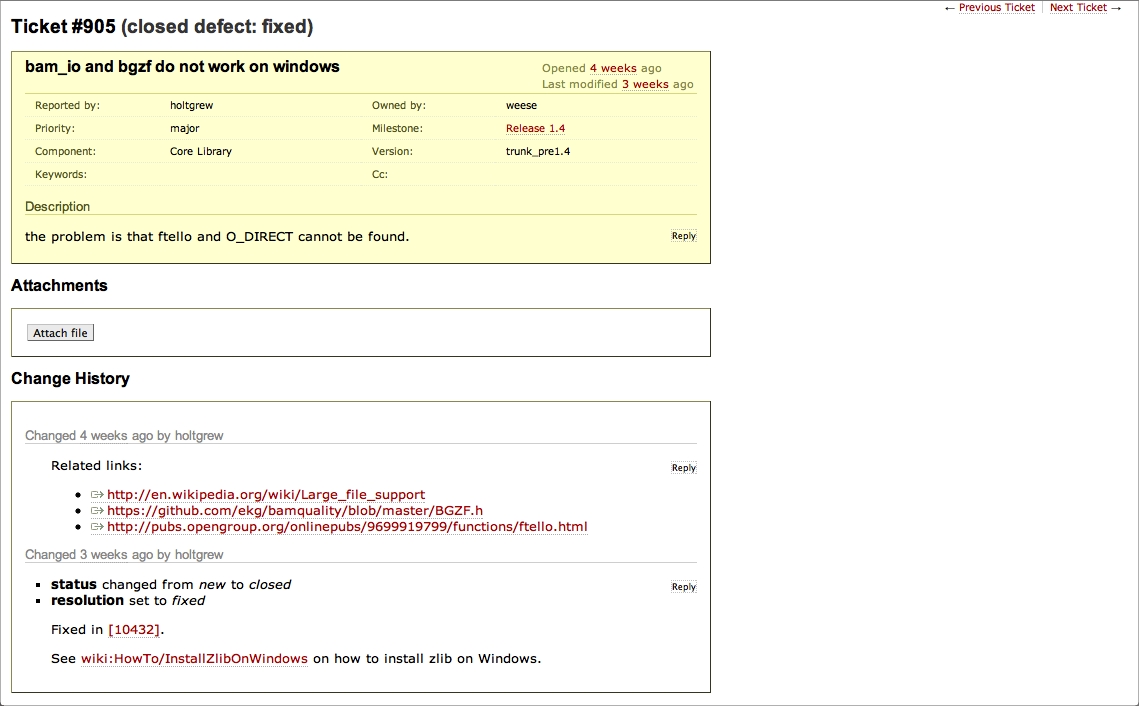 ← Previous Ticket | Next Ticket →
Ticket #905 (closed defect: fixed)
bam_io and bgzf do not work on windows
Opened 4 weeks ago
Last modified 3 weeks ago
Reported by: holtgrew Owned by: weese
Priority: major Milestone: Release 1.4
Component: Core Library Version: trunk_pre1.4
Keywords: Cc:
Description
the problem is that ftello and O_DIRECT cannot be found.
Reply
Attachments
Attach file
Change History
Changed 4 weeks ago by holtgrew
Related links:
Reply
http://en.wikipedia.org/wiki/Large_file_support
https://github.com/ekg/bamquality/blob/master/BGZF.h
http://pubs.opengroup.org/onlinepubs/9699919799/functions/ftello.html
Changed 3 weeks ago by holtgrew
status changed from new to closed
Reply
resolution set to fixed
Fixed in [10432].
See wiki:HowTo/InstallZlibOnWindows on how to install zlib on Windows.